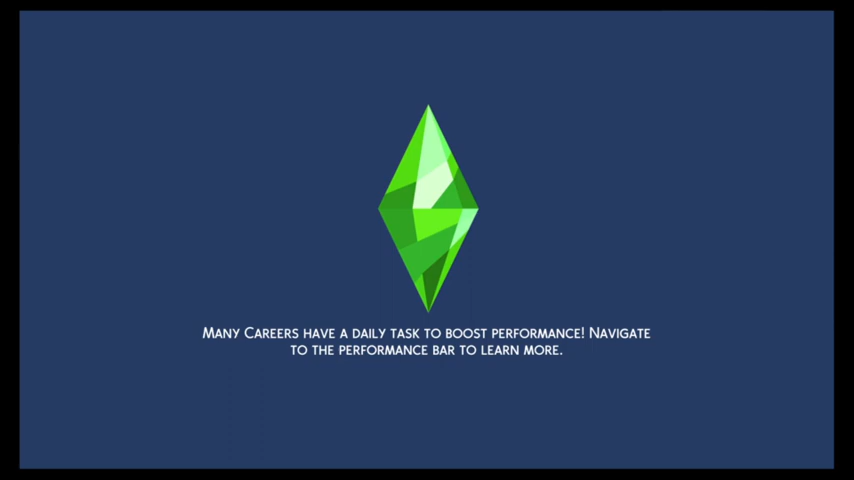 Many Careers have a daily task to boost performance! Navigate
to the performance bar to learn more.